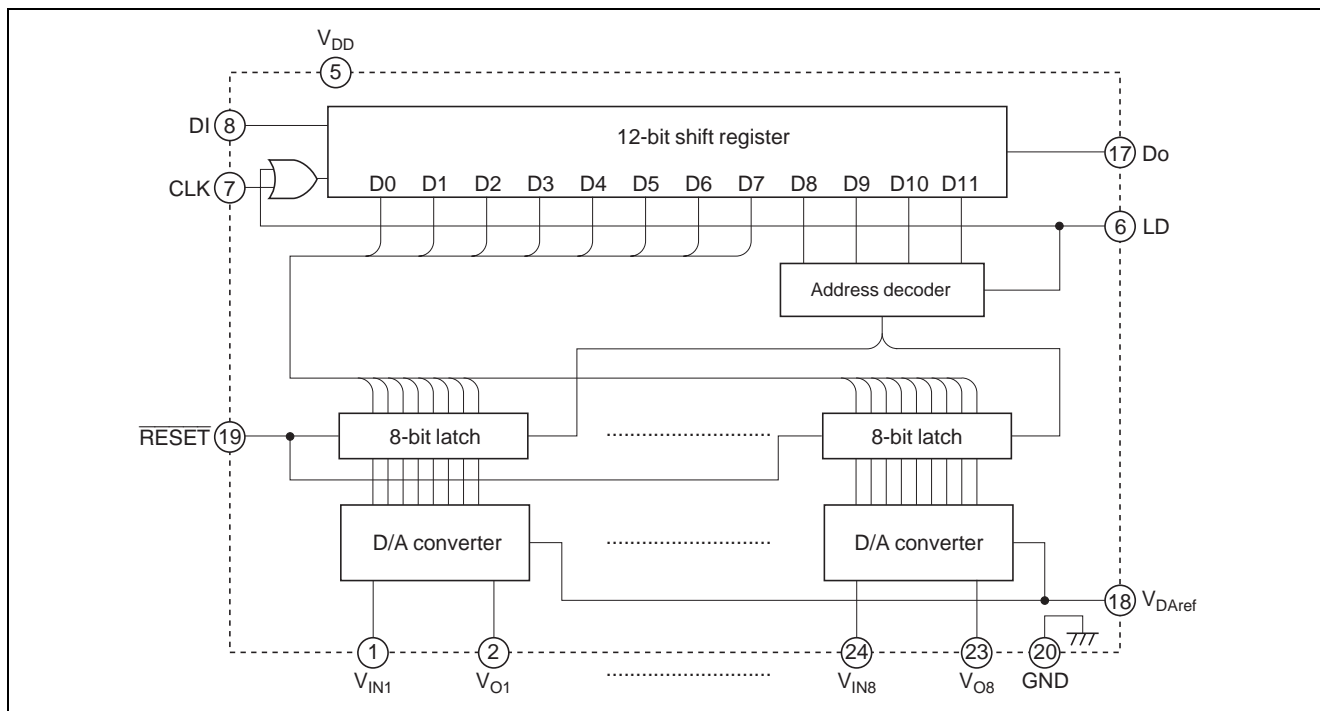 VDD
5
DI 8
12-bit shift register
17 Do
CLK 7
D0 D1 D2 D3 D4 D5 D6 D7 D8 D9 D10 D11
6 LD
Address decoder
RESET 19
8-bit latch
8-bit latch
D/A converter
D/A converter
18 VDAref
1
2
24
23
20
VIN1
VO1
VIN8
VO8
GND